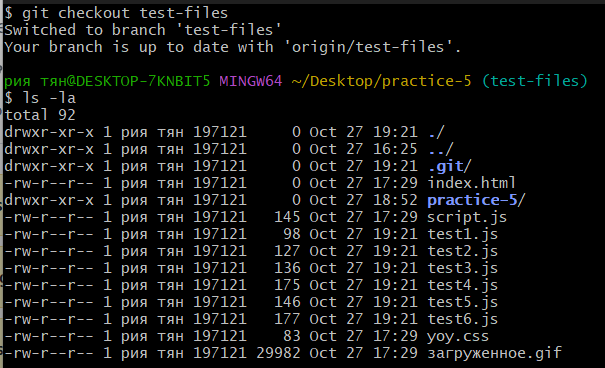 $ git checkout test-files
Switched to branch 'test-files'
Your branch is up to date with 'origin/test-files'.
рия тян@DESKTOP-7KNBIT5 MINGW64 ~/Desktop/practice-5 (test-files)
$ ls -la
total 92
drwxr-xr-x 1 рия тян 197121     0 Oct 27 19:21 ./
drwxr-xr-x 1 рия тян 197121     0 Oct 27 16:25 ../
drwxr-xr-x 1 рия тян 197121     0 Oct 27 19:21 .git/
-rw-r--r-- 1 рия тян 197121     0 Oct 27 17:29 index.html
drwxr-xr-x 1 рия тян 197121     0 Oct 27 18:52 practice-5/
-rw-r--r-- 1 рия тян 197121   145 Oct 27 17:29 script.js
-rw-r--r-- 1 рия тян 197121    98 Oct 27 19:21 test1.js
-rw-r--r-- 1 рия тян 197121   127 Oct 27 19:21 test2.js
-rw-r--r-- 1 рия тян 197121   136 Oct 27 19:21 test3.js
-rw-r--r-- 1 рия тян 197121   175 Oct 27 19:21 test4.js
-rw-r--r-- 1 рия тян 197121   146 Oct 27 19:21 test5.js
-rw-r--r-- 1 рия тян 197121   177 Oct 27 19:21 test6.js
-rw-r--r-- 1 рия тян 197121    83 Oct 27 17:29 yoy.css
-rw-r--r-- 1 рия тян 197121 29982 Oct 27 17:29 загруженное.gif